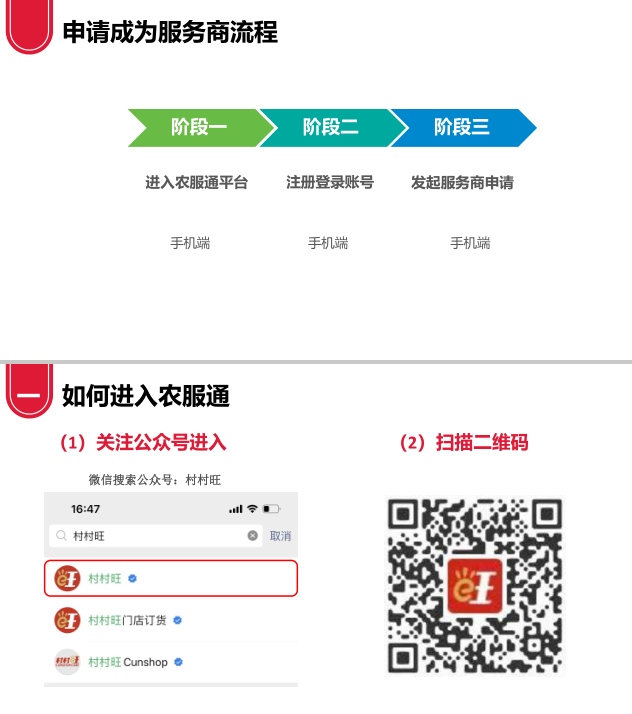 申请成为服务商流程
阶段一 阶段二 阶段三
进入农服通平台 注册登录账号 发起服务商申请
手机端 手机端 手机端
一 如何进入农服通
（1）关注公众号进入
（2）扫描二维码
微信搜索公众号：村村旺
16:47
村村旺 取消
村村旺
村村旺门店订货
村村旺 Cunshop